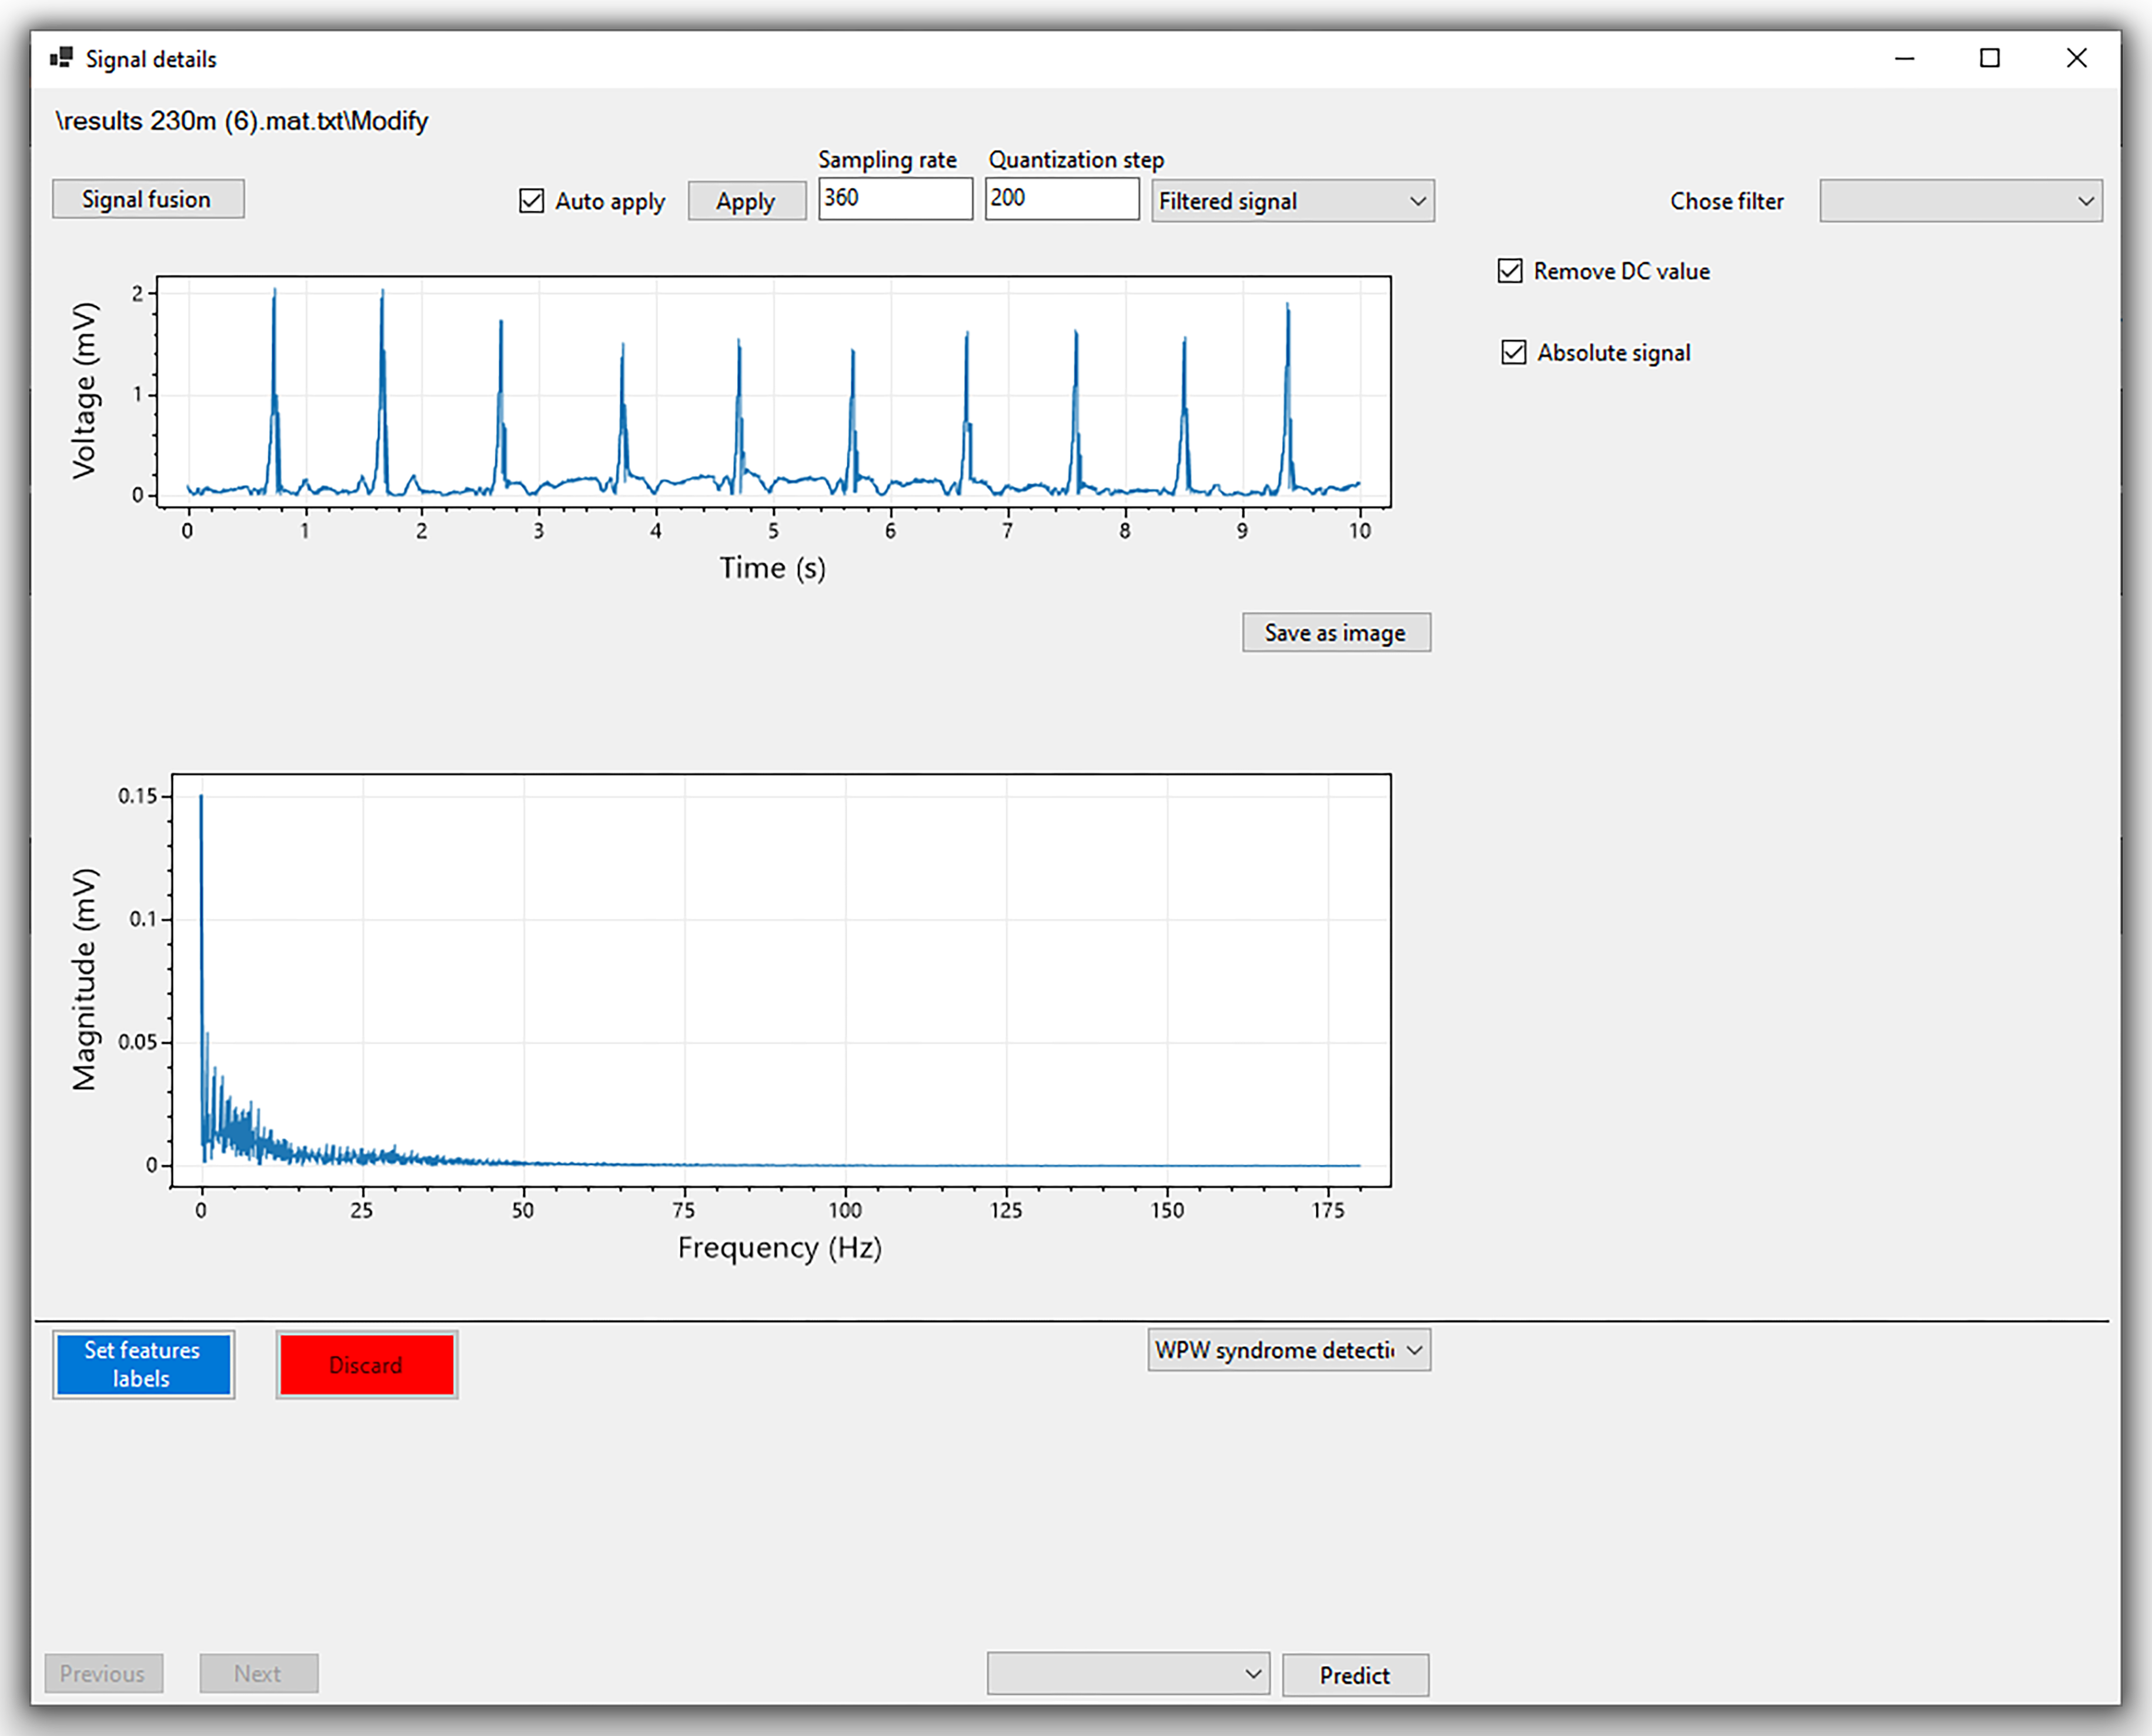 Signal details
\results 230m (6).mat.txt\Modify
Sampling rate Quantization step
Signal fusion Auto apply Apply 360 200 Filtered signal Chose filter
Remove DC value
Absolute signal
Voltage (mV)
2
1
0
0 1 2 3 4 5 6 7 8 9 10
Time (s)
Save as image
Magnitude (mV)
0.15
0.1
0.05
0
0 25 50 75 100 125 150 175
Frequency (Hz)
Set features
labels
Discard
WPW syndrome detecti
Previous Next Predict